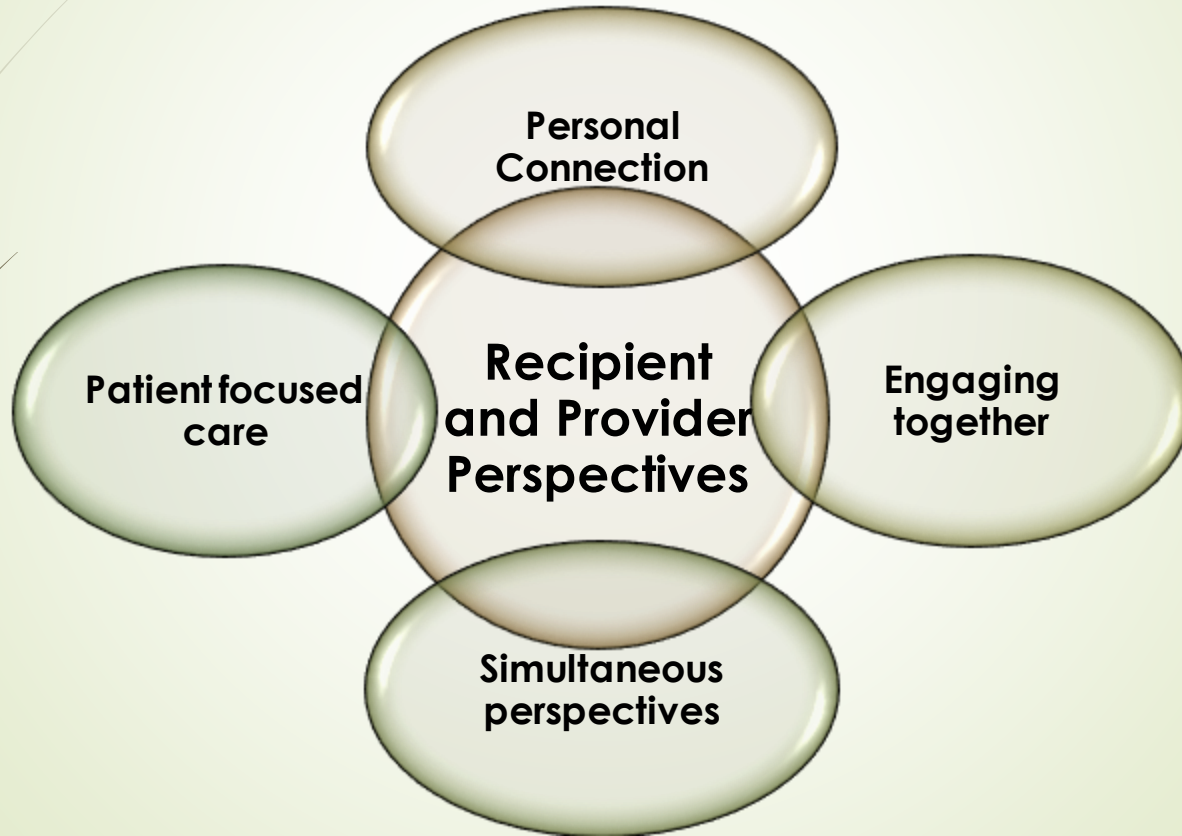 Personal
Connection
Patient focused
care
Recipient
and Provider
Perspectives
Engaging
together
Simultaneous
perspectives